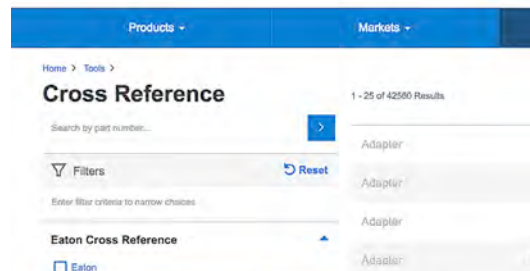 Products
Markets
Home > Tools >
Cross Reference
1 - 25 of 42560 Results
Search by part number...
Adapter
Filters
Reset
Adapter
Enter filter criteria to narrow choices
Adapter
Eaton Cross Reference
Eaton
Adapter